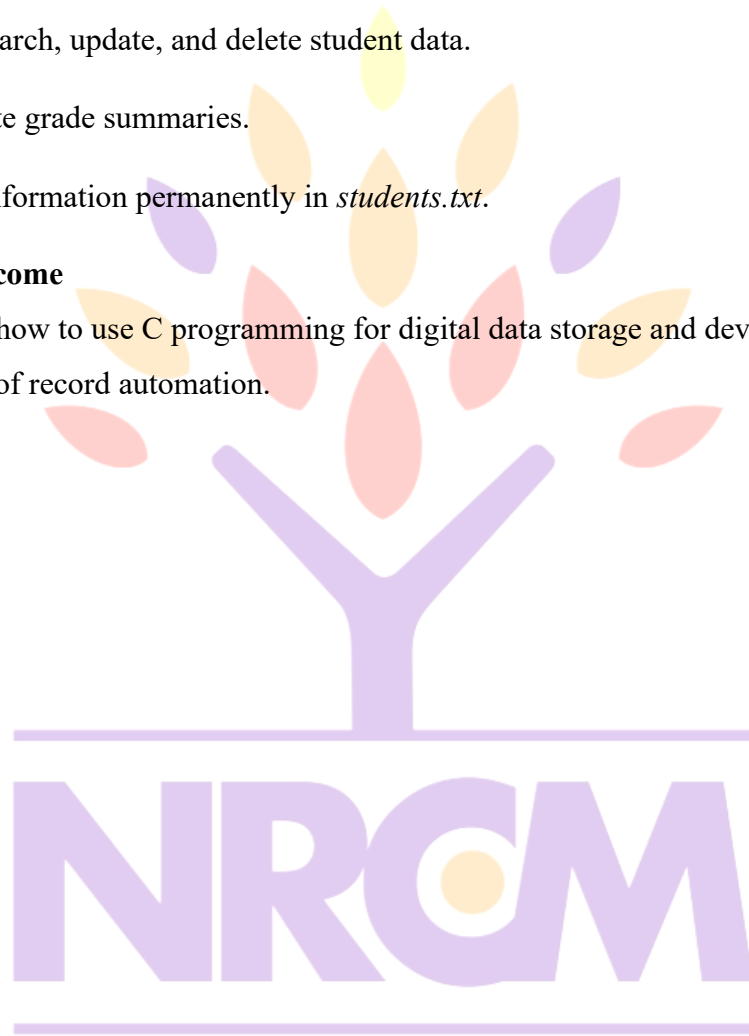 arch, update, and delete student data.
te grade summaries.
formation permanently in students.txt.
come
how to use C programming for digital data storage and dev
of record automation.
NRCM